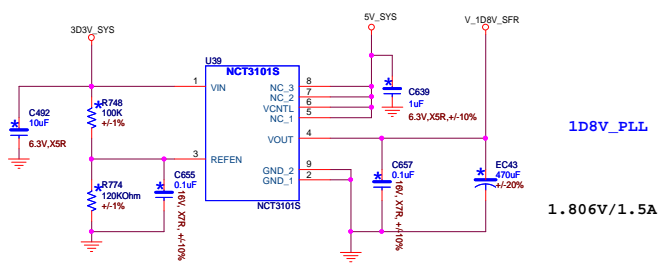 3D3V_SYS
5V_SYS
V_1D8V_SFR
U39
NCT3101S
1
VIN
3
REFEN
NC_3
8
NC_2
7
VCNTL
6
NC_1
5
VOUT
4
GND_2
9
GND_1
2
NCT3101S
C492
10uF
6.3V,X5R
R748
100K
+/-1%
R774
120KOhm
+/-1%
C655
0.1uF
16V, X7R, +/-10%
C639
1uF
6.3V,X5R,+/-10%
C657
0.1uF
16V, X7R, +/-10%
EC43
470uF
+/-20%
1D8V_PLL
1.806V/1.5A